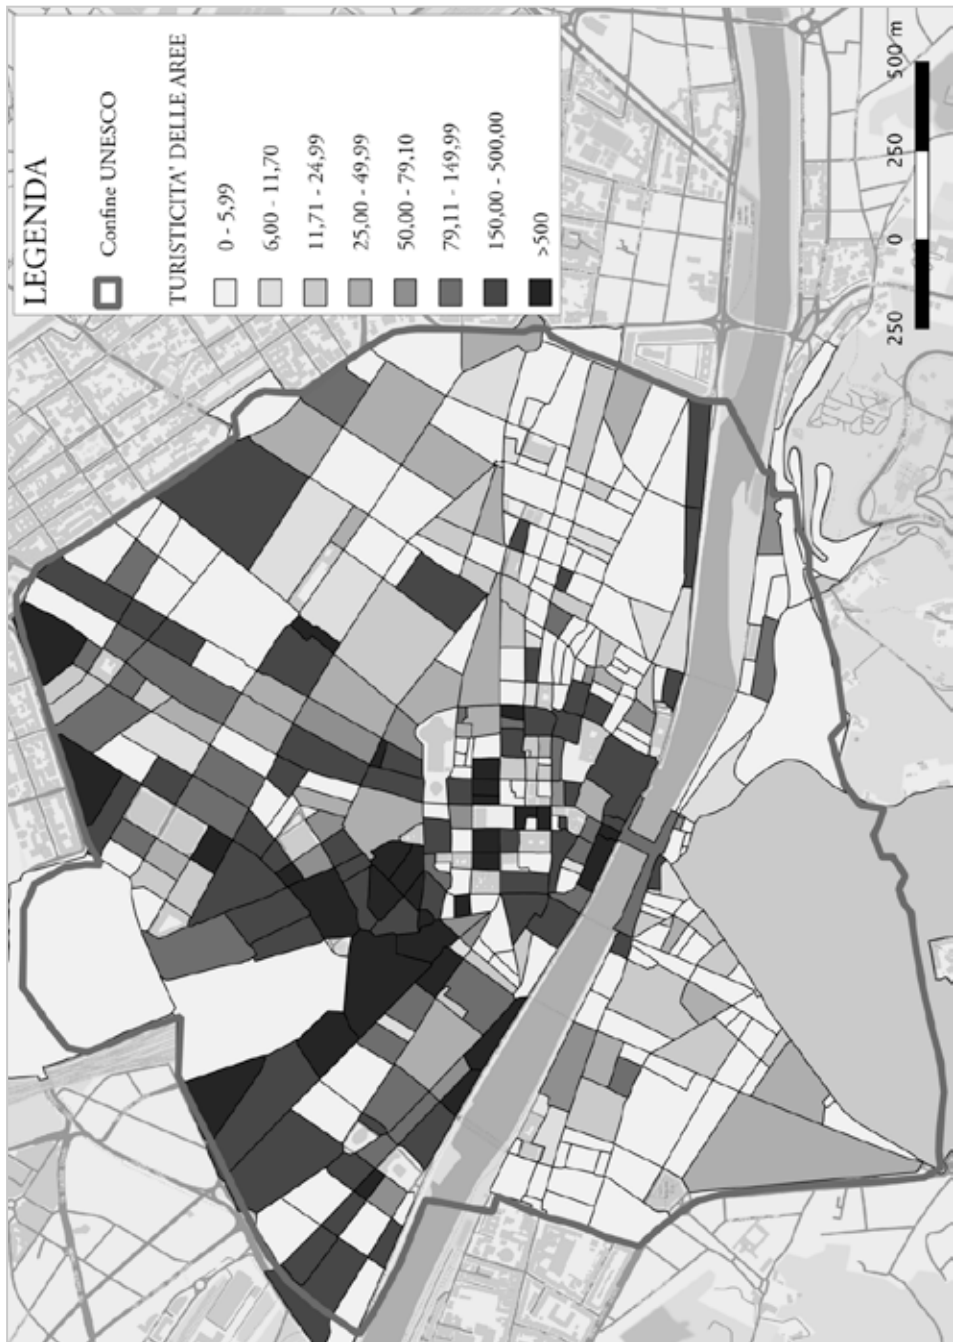 LEGENDA
Confine UNESCO
TURISTICITA' DELLE AREE
0 - 5,99
6,00 - 11,70
11,71 - 24,99
25,00 - 49,99
50,00 - 79,10
79,11 - 149,99
150,00 - 500,00
>500
250 0 250 500 m